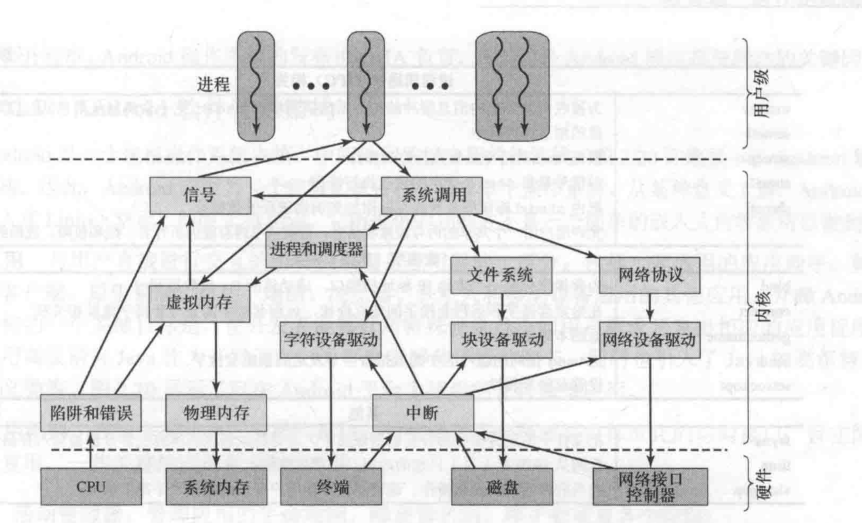 进程
用户级
信号
系统调用
进程和调度器
虚拟内存
文件系统
网络协议
内核
字符设备驱动
块设备驱动
网络设备驱动
陷阱和错误
物理内存
中断
CPU
系统内存
终端
磁盘
网络接口
控制器
硬件